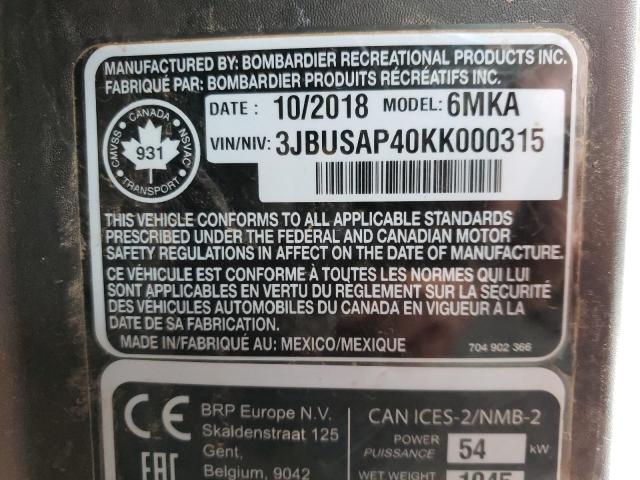 MANUFACTURED BY: BOMBARDIER RECREATIONAL PRODUCTS INC.
FABRIQUÉ PAR: BOMBARDIER PRODUITS RÉCRÉATIFS INC.
DATE : 10/2018 MODEL: 6MKA
VIN/NIV: 3JBUSAP40KK000315
CANADA
CMVSS
NSVAC
931
TRANSPORT
THIS VEHICLE CONFORMS TO ALL APPLICABLE STANDARDS
PRESCRIBED UNDER THE FEDERAL AND CANADIAN MOTOR
SAFETY REGULATIONS IN AFFECT ON THE DATE OF MANUFACTURE.
CE VÉHICULE EST CONFORME À TOUTES LES NORMES QUI LUI
SONT APPLICABLES EN VERTU DU REGLEMENT SUR LA SÉCURITÉ
DES VÉHICULES AUTOMOBILES DU CANADA EN VIGUEUR À LA
DATE DE SA FABRICATION.
MADE IN/FABRIQUÉ AU: MEXICO/MEXIQUE
704 902 366
CE
BRP Europe N.V.
Skaldenstraat 125
Gent,
Belgium, 9042
EAC
CAN ICES-2/NMB-2
POWER
PUISSANCE
54 kW
WET WEIGHT
1045